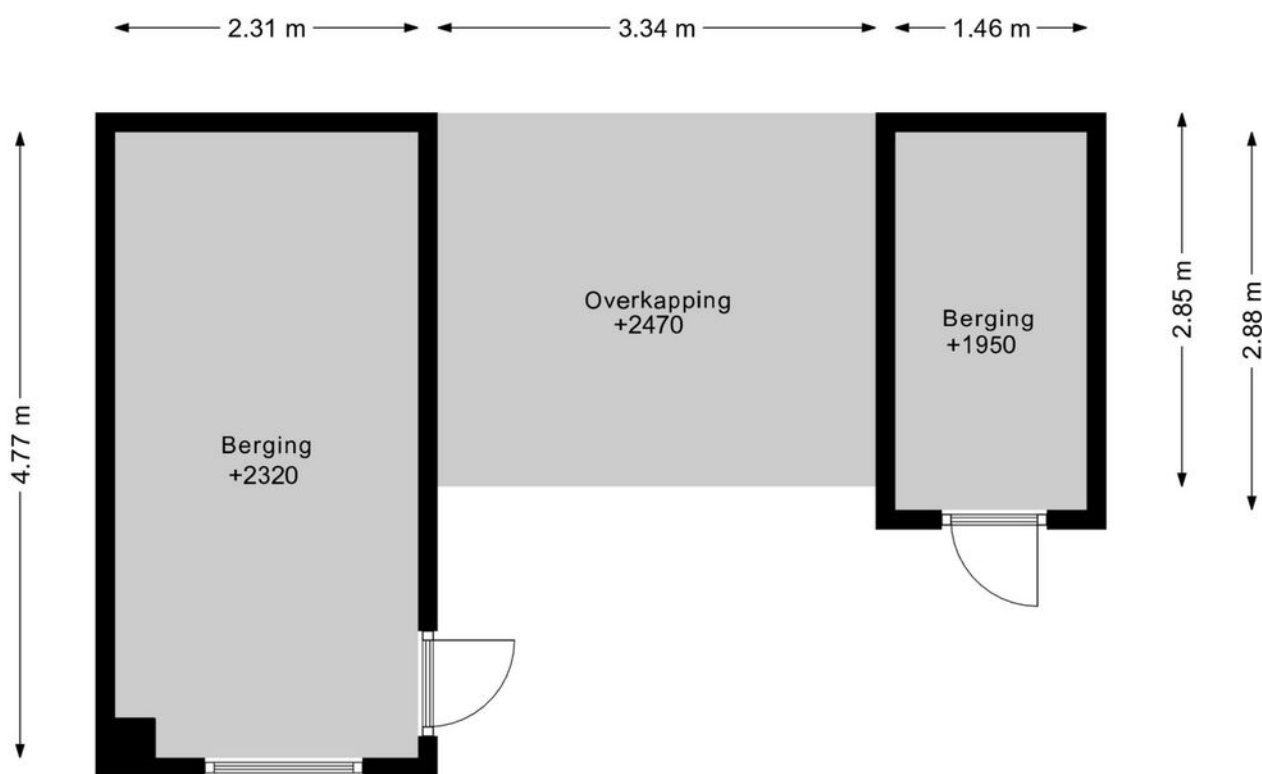 2.31 m
3.34 m
1.46 m
4.77 m
Berging
+2320
Overkapping
+2470
Berging
+1950
2.85 m
2.88 m